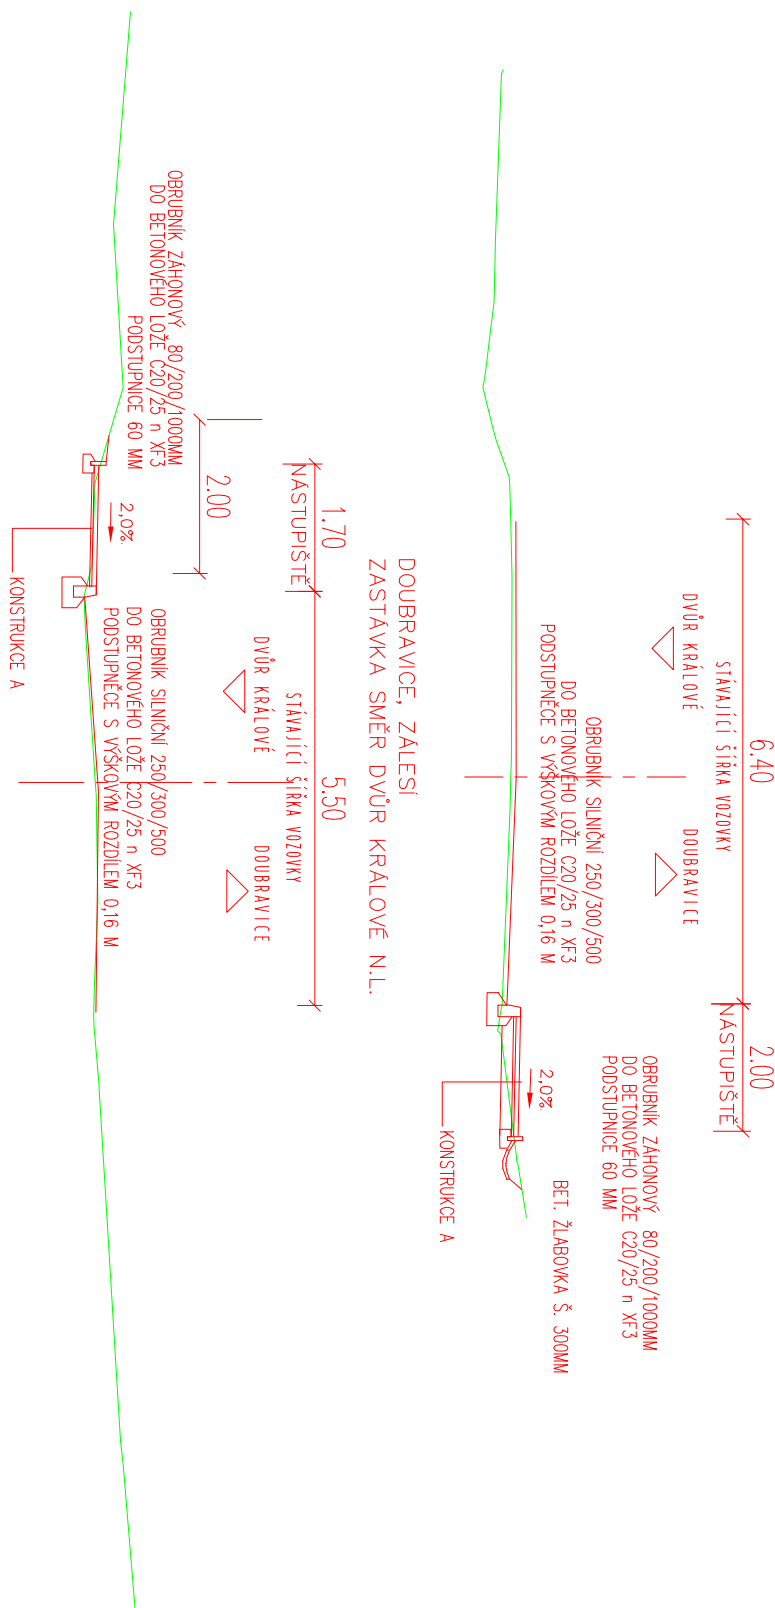 6.40
2.00
STÁVAJÍCÍ ŠÍŘKA VOZOVKY
NÁSTUPIŠTĚ
DVŮR KRÁLOVÉ
DOUBRAVICE
OBRUBNÍK ZÁHONOVÝ 80/200/1000MM
DO BETONOVÉHO LOŽE C20/25 n XF3
PODSTUPNICE 60 MM
OBRUBNÍK SILNIČNÍ 250/300/500
DO BETONOVÉHO LOŽE C20/25 n XF3
PODSTUPNĚCE S VÝŠKOVÝM ROZDÍLEM 0,16 M
2,0%
BET. ŽLABOVKA Š. 300MM
KONSTRUKCE A
DOUBRAVICE, ZÁLESÍ
ZASTÁVKA SMĚR DVŮR KRÁLOVÉ N.L.
1.70
5.50
NÁSTUPIŠTĚ
STÁVAJÍCÍ ŠÍŘKA VOZOVKY
DVŮR KRÁLOVÉ
DOUBRAVICE
2.00
OBRUBNÍK ZÁHONOVÝ 80/200/1000MM
DO BETONOVÉHO LOŽE C20/25 n XF3
PODSTUPNICE 60 MM
2,0%
OBRUBNÍK SILNIČNÍ 250/300/500
DO BETONOVÉHO LOŽE C20/25 n XF3
PODSTUPNĚCE S VÝŠKOVÝM ROZDÍLEM 0,16 M
KONSTRUKCE A